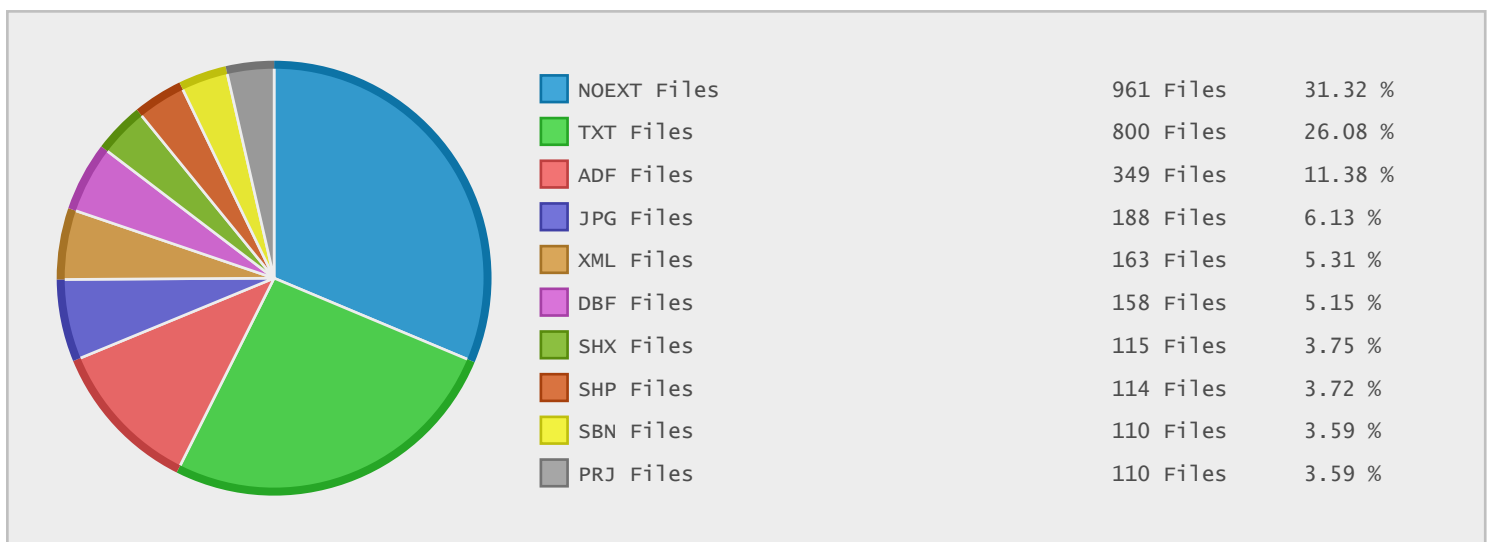 NOEXT Files 961 Files 31.32 %
TXT Files 800 Files 26.08 %
ADF Files 349 Files 11.38 %
JPG Files 188 Files 6.13 %
XML Files 163 Files 5.31 %
DBF Files 158 Files 5.15 %
SHX Files 115 Files 3.75 %
SHP Files 114 Files 3.72 %
SBN Files 110 Files 3.59 %
PRJ Files 110 Files 3.59 %